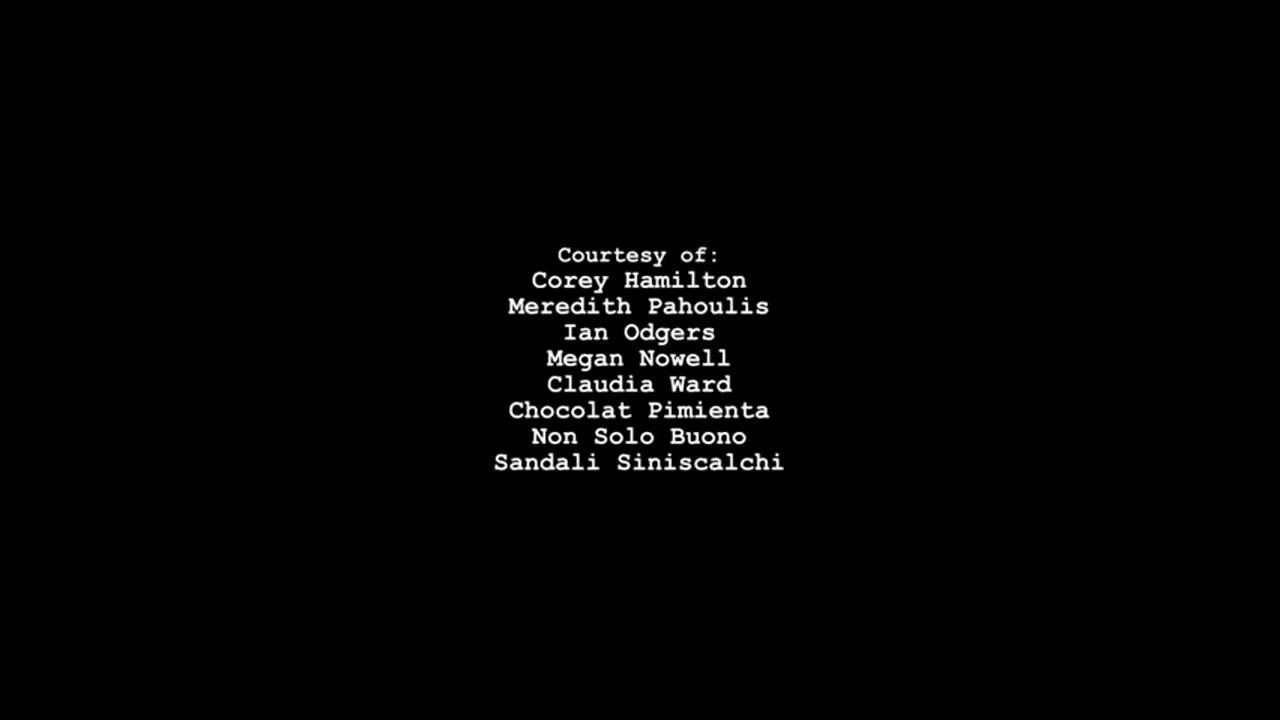 Courtesy of:
Corey Hamilton
Meredith Pahoulis
Ian Odgers
Megan Nowell
Claudia Ward
Chocolat Pimienta
Non Solo Buono
Sandali Siniscalchi